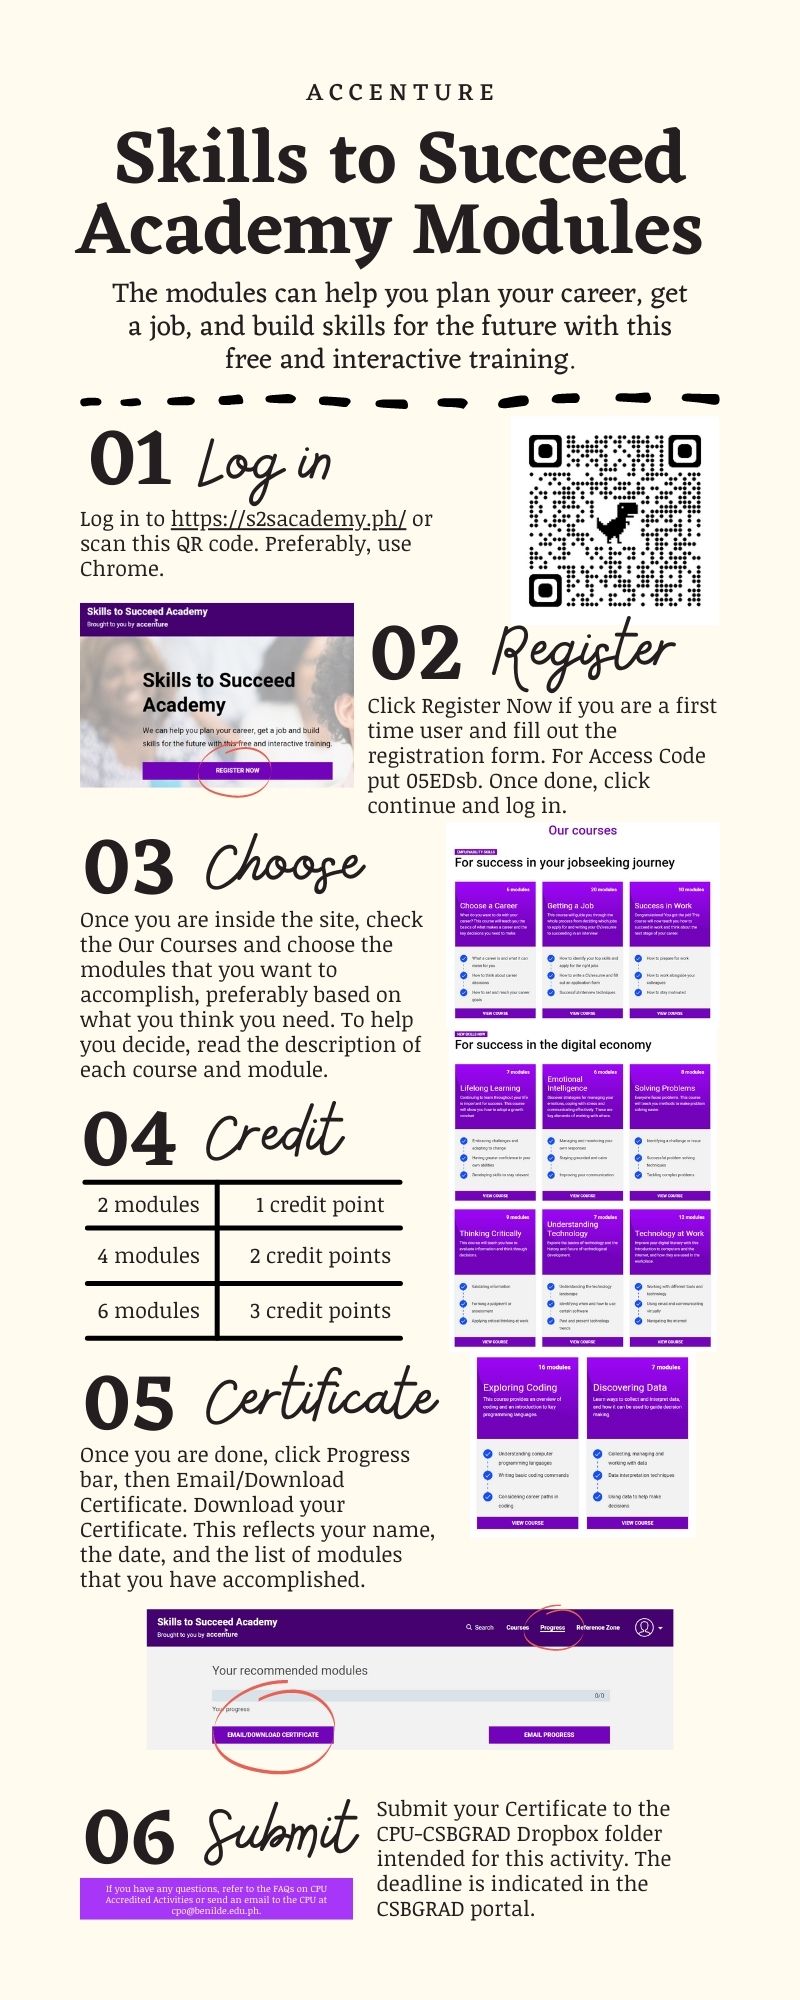 ACCENTURE
Skills to Succeed
Academy Modules
The modules can help you plan your career, get
a job, and build skills for the future with this
free and interactive training.
01 Log in
Log in to https://s2sacademy.ph/ or
scan this QR code. Preferably, use
Chrome.
Skills to Succeed Academy
Brought to you by accenture
Skills to Succeed
Academy
We can help you plan your career, get a job and build
skills for the future with this free and interactive training.
REGISTER NOW
02 Register
Click Register Now if you are a first
time user and fill out the
registration form. For Access Code
put 05EDsb. Once done, click
continue and log in.
03 Choose
Once you are inside the site, check
the Our Courses and choose the
modules that you want to
accomplish, preferably based on
what you think you need. To help
you decide, read the description of
each course and module.
Our courses
EMPLOYABILITY SKILLS
For success in your jobseeking journey
5 modules
Choose a Career
What do you want to do with your
career? This course will teach you the
basics of what makes a career and the
key decisions you need to make.
What a career is and what it can
mean for you
How to think about career
decisions
How to set and reach your career
goals
VIEW COURSE
20 modules
Getting a Job
This course will guide you through the
whole process from deciding which jobs
to apply for and writing your CV/resume
to succeeding in an interview
How to identify your top skills and
apply for the right jobs
How to write a CV/resume and fill
out an application form
Successful interview techniques
VIEW COURSE
10 modules
Success in Work
Congratulations! You got the job! This
course will now teach you how to
succeed in work and think about the
next stage of your career.
How to prepare for work
How to work alongside your
colleagues
How to stay motivated
VIEW COURSE
NEW SKILLS NOW
For success in the digital economy
7 modules
Lifelong Learning
Continuing to learn throughout your life
is important for success. This course
will show you how to adopt a growth
mindset
Embracing challenges and
adapting to change
Having greater confidence in your
own abilities
Developing skills to stay relevant
VIEW COURSE
6 modules
Emotional
Intelligence
Discover strategies for managing your
emotions, coping with stress and
communicating effectively. These are
key elements of working with others.
Managing and monitoring your
own responses
Staying grounded and calm
Improving your communication
VIEW COURSE
8 modules
Solving Problems
Everyone faces problems. This course
will teach you methods to make problem
solving easier.
Identifying a challenge or issue
Successful problem solving
techniques
Tackling complex problems
VIEW COURSE
9 modules
Thinking Critically
This course will teach you how to
evaluate information and think through
decisions.
Validating information
Forming a judgment or
assessment
Applying critical thinking at work
VIEW COURSE
7 modules
Understanding
Technology
Explore the basics of technology and the
history and future of technological
development.
Understanding the technology
landscape
Identifying when and how to use
certain software
Past and present technology
trends
VIEW COURSE
12 modules
Technology at Work
Improve your digital literacy with this
introduction to computers and the
internet, and how they are used in the
workplace.
Working with different tools and
technology
Using email and communicating
virtually
Navigating the internet
VIEW COURSE
16 modules
Exploring Coding
This course provides an overview of
coding and an introduction to key
programming languages.
Understanding computer
programming languages
Writing basic coding commands
Considering career paths in
coding
VIEW COURSE
7 modules
Discovering Data
Learn ways to collect and interpret data,
and how it can be used to guide decision
making.
Collecting, managing and
working with data
Data interpretation techniques
Using data to help make
decisions
VIEW COURSE
04 Credit
2 modules 1 credit point
4 modules 2 credit points
6 modules 3 credit points
05 Certificate
Once you are done, click Progress
bar, then Email/Download
Certificate. Download your
Certificate. This reflects your name,
the date, and the list of modules
that you have accomplished.
Skills to Succeed Academy
Brought to you by accenture
Search Courses Progress Reference Zone
Your recommended modules
0/0
Your progress
EMAIL/DOWNLOAD CERTIFICATE
EMAIL PROGRESS
06 Submit
Submit your Certificate to the
CPU-CSBGRAD Dropbox folder
intended for this activity. The
deadline is indicated in the
CSBGRAD portal.
If you have any questions, refer to the FAQs on CPU
Accredited Activities or send an email to the CPU at
cpo@benilde.edu.ph.